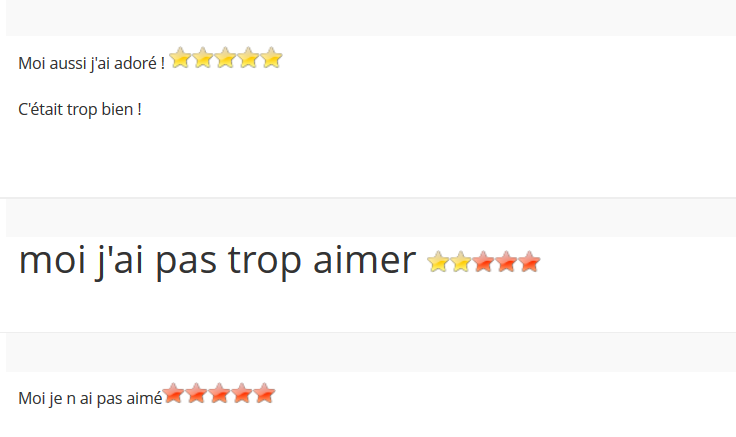 Moi aussi j'ai adoré !
C'était trop bien !
moi j'ai pas trop aimer
Moi je n ai pas aimé